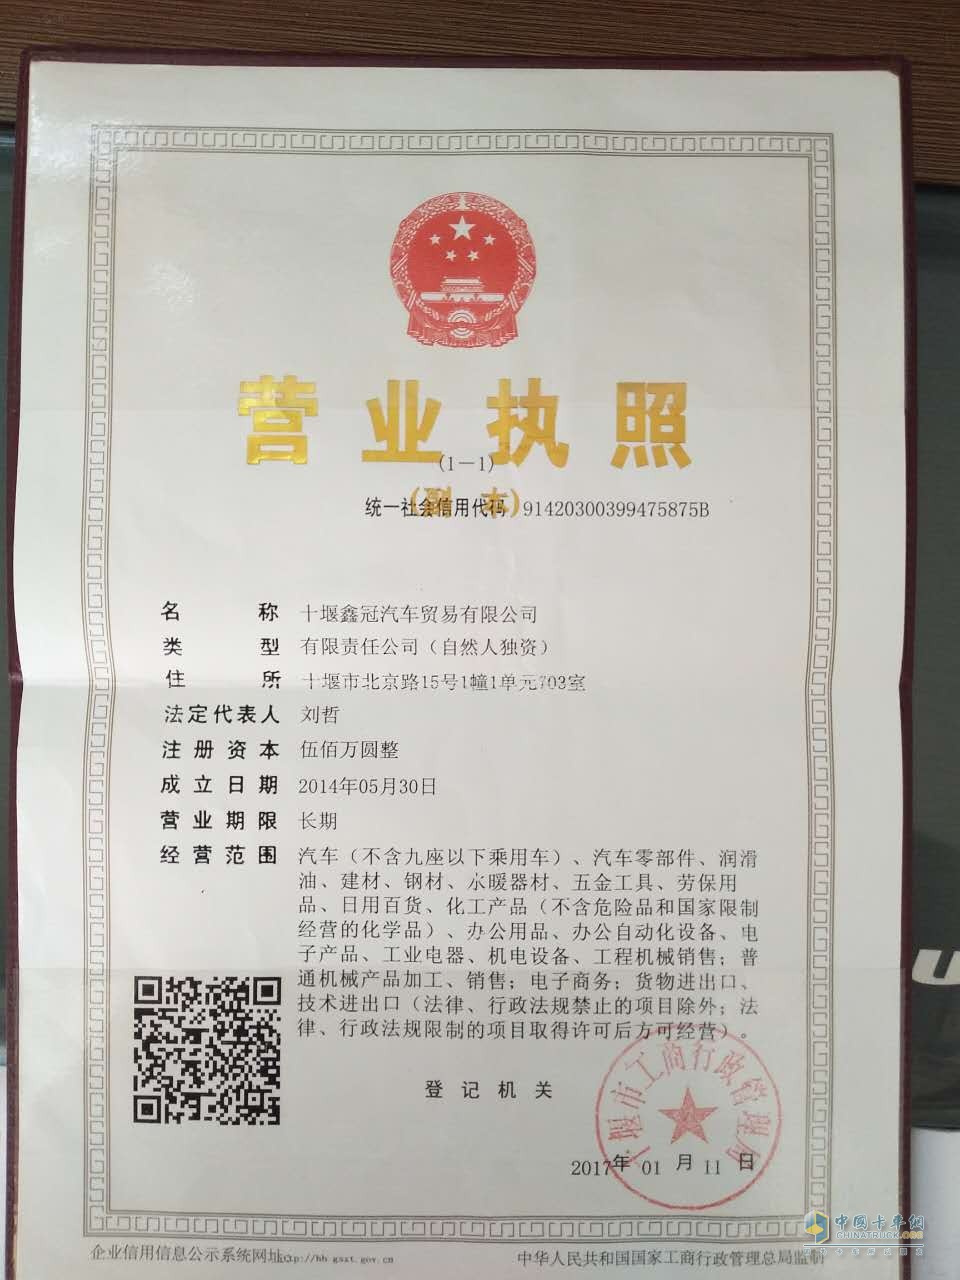 营业执照
(1-1)
(副本)
统一社会信用代码 91420300399475875B
名称 十堰鑫冠汽车贸易有限公司
类型 有限责任公司（自然人独资）
住所 十堰市北京路15号1幢1单元703室
法定代表人 刘哲
注册资本 伍佰万圆整
成立日期 2014年05月30日
营业期限 长期
经营范围 汽车（不含九座以下乘用车）、汽车零部件、润滑
油、建材、钢材、水暖器材、五金工具、劳保用
品、日用百货、化工产品（不含危险品和国家限制
经营的化学品）、办公用品、办公自动化设备、电
子产品、工业电器、机电设备、工程机械销售；普
通机械产品加工、销售；电子商务；货物进出口、
技术进出口（法律、行政法规禁止的项目除外；法
律、行政法规限制的项目取得许可后方可经营）。
登记机关
十堰市工商行政管理局
2017年 01 月 11 日
企业信用信息公示系统网址: http://hb.gsxt.gov.cn
中华人民共和国国家工商行政管理总局监制
中国卡车网
CHINATRUCK.ORG